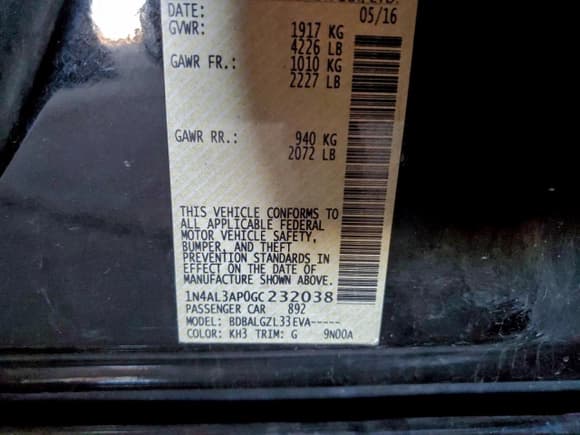 DATE: 05/16
GVWR: 1917 KG
4226 LB
GAWR FR.: 1010 KG
2227 LB
GAWR RR.: 940 KG
2072 LB
THIS VEHICLE CONFORMS TO
ALL APPLICABLE FEDERAL
MOTOR VEHICLE SAFETY,
BUMPER, AND THEFT
PREVENTION STANDARDS IN
EFFECT ON THE DATE OF
MANUFACTURE SHOWN ABOVE.
1N4AL3AP0GC232038
PASSENGER CAR 892
MODEL: BDBALGZL33EVA-----
COLOR: KH3 TRIM: G 9N00A